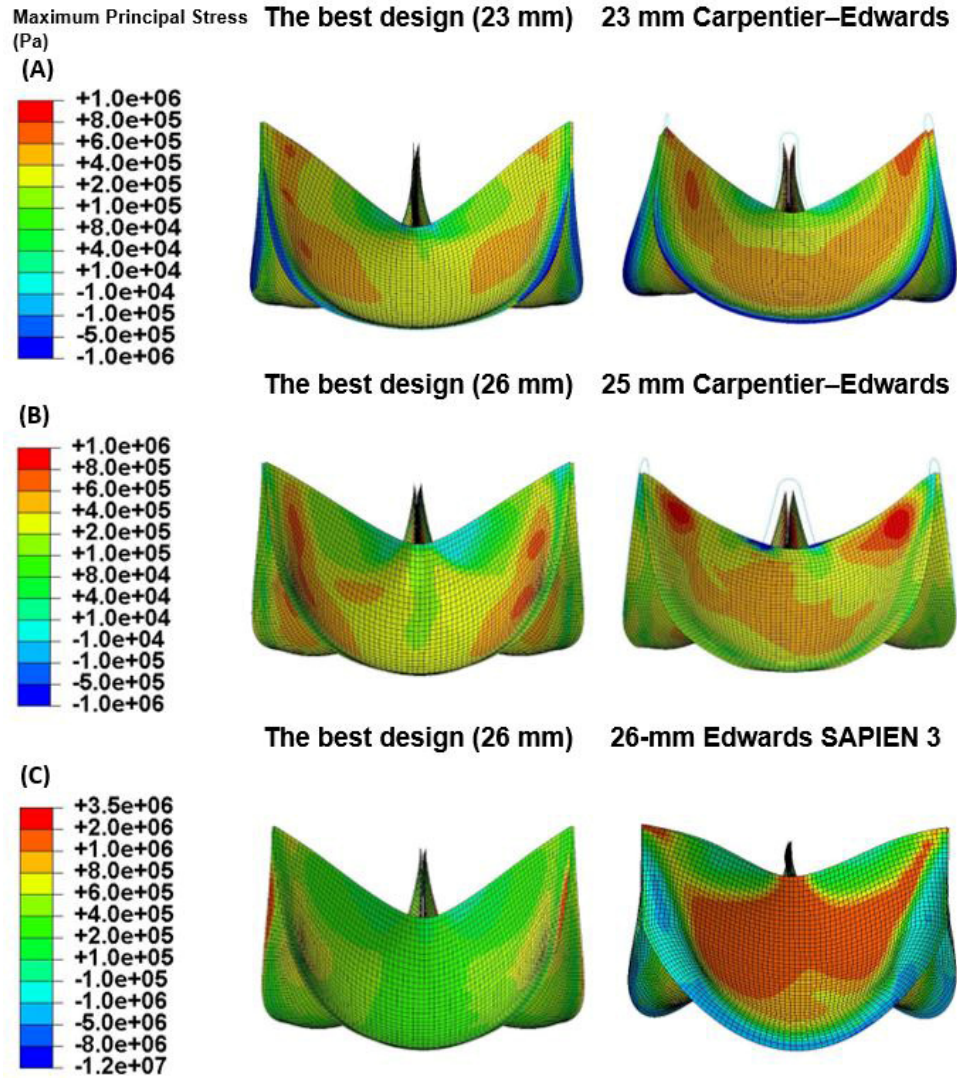 Maximum Principal Stress
(Pa)
The best design (23 mm)
23 mm Carpentier–Edwards
(A)
+1.0e+06
+8.0e+05
+6.0e+05
+4.0e+05
+2.0e+05
+1.0e+05
+8.0e+04
+4.0e+04
+1.0e+04
-1.0e+04
-1.0e+05
-5.0e+05
-1.0e+06
The best design (26 mm)
25 mm Carpentier–Edwards
(B)
+1.0e+06
+8.0e+05
+6.0e+05
+4.0e+05
+2.0e+05
+1.0e+05
+8.0e+04
+4.0e+04
+1.0e+04
-1.0e+04
-1.0e+05
-5.0e+05
-1.0e+06
The best design (26 mm)
26-mm Edwards SAPIEN 3
(C)
+3.5e+06
+2.0e+06
+1.0e+06
+8.0e+05
+6.0e+05
+4.0e+05
+2.0e+05
+1.0e+05
-1.0e+05
-1.0e+06
-5.0e+06
-8.0e+06
-1.2e+07